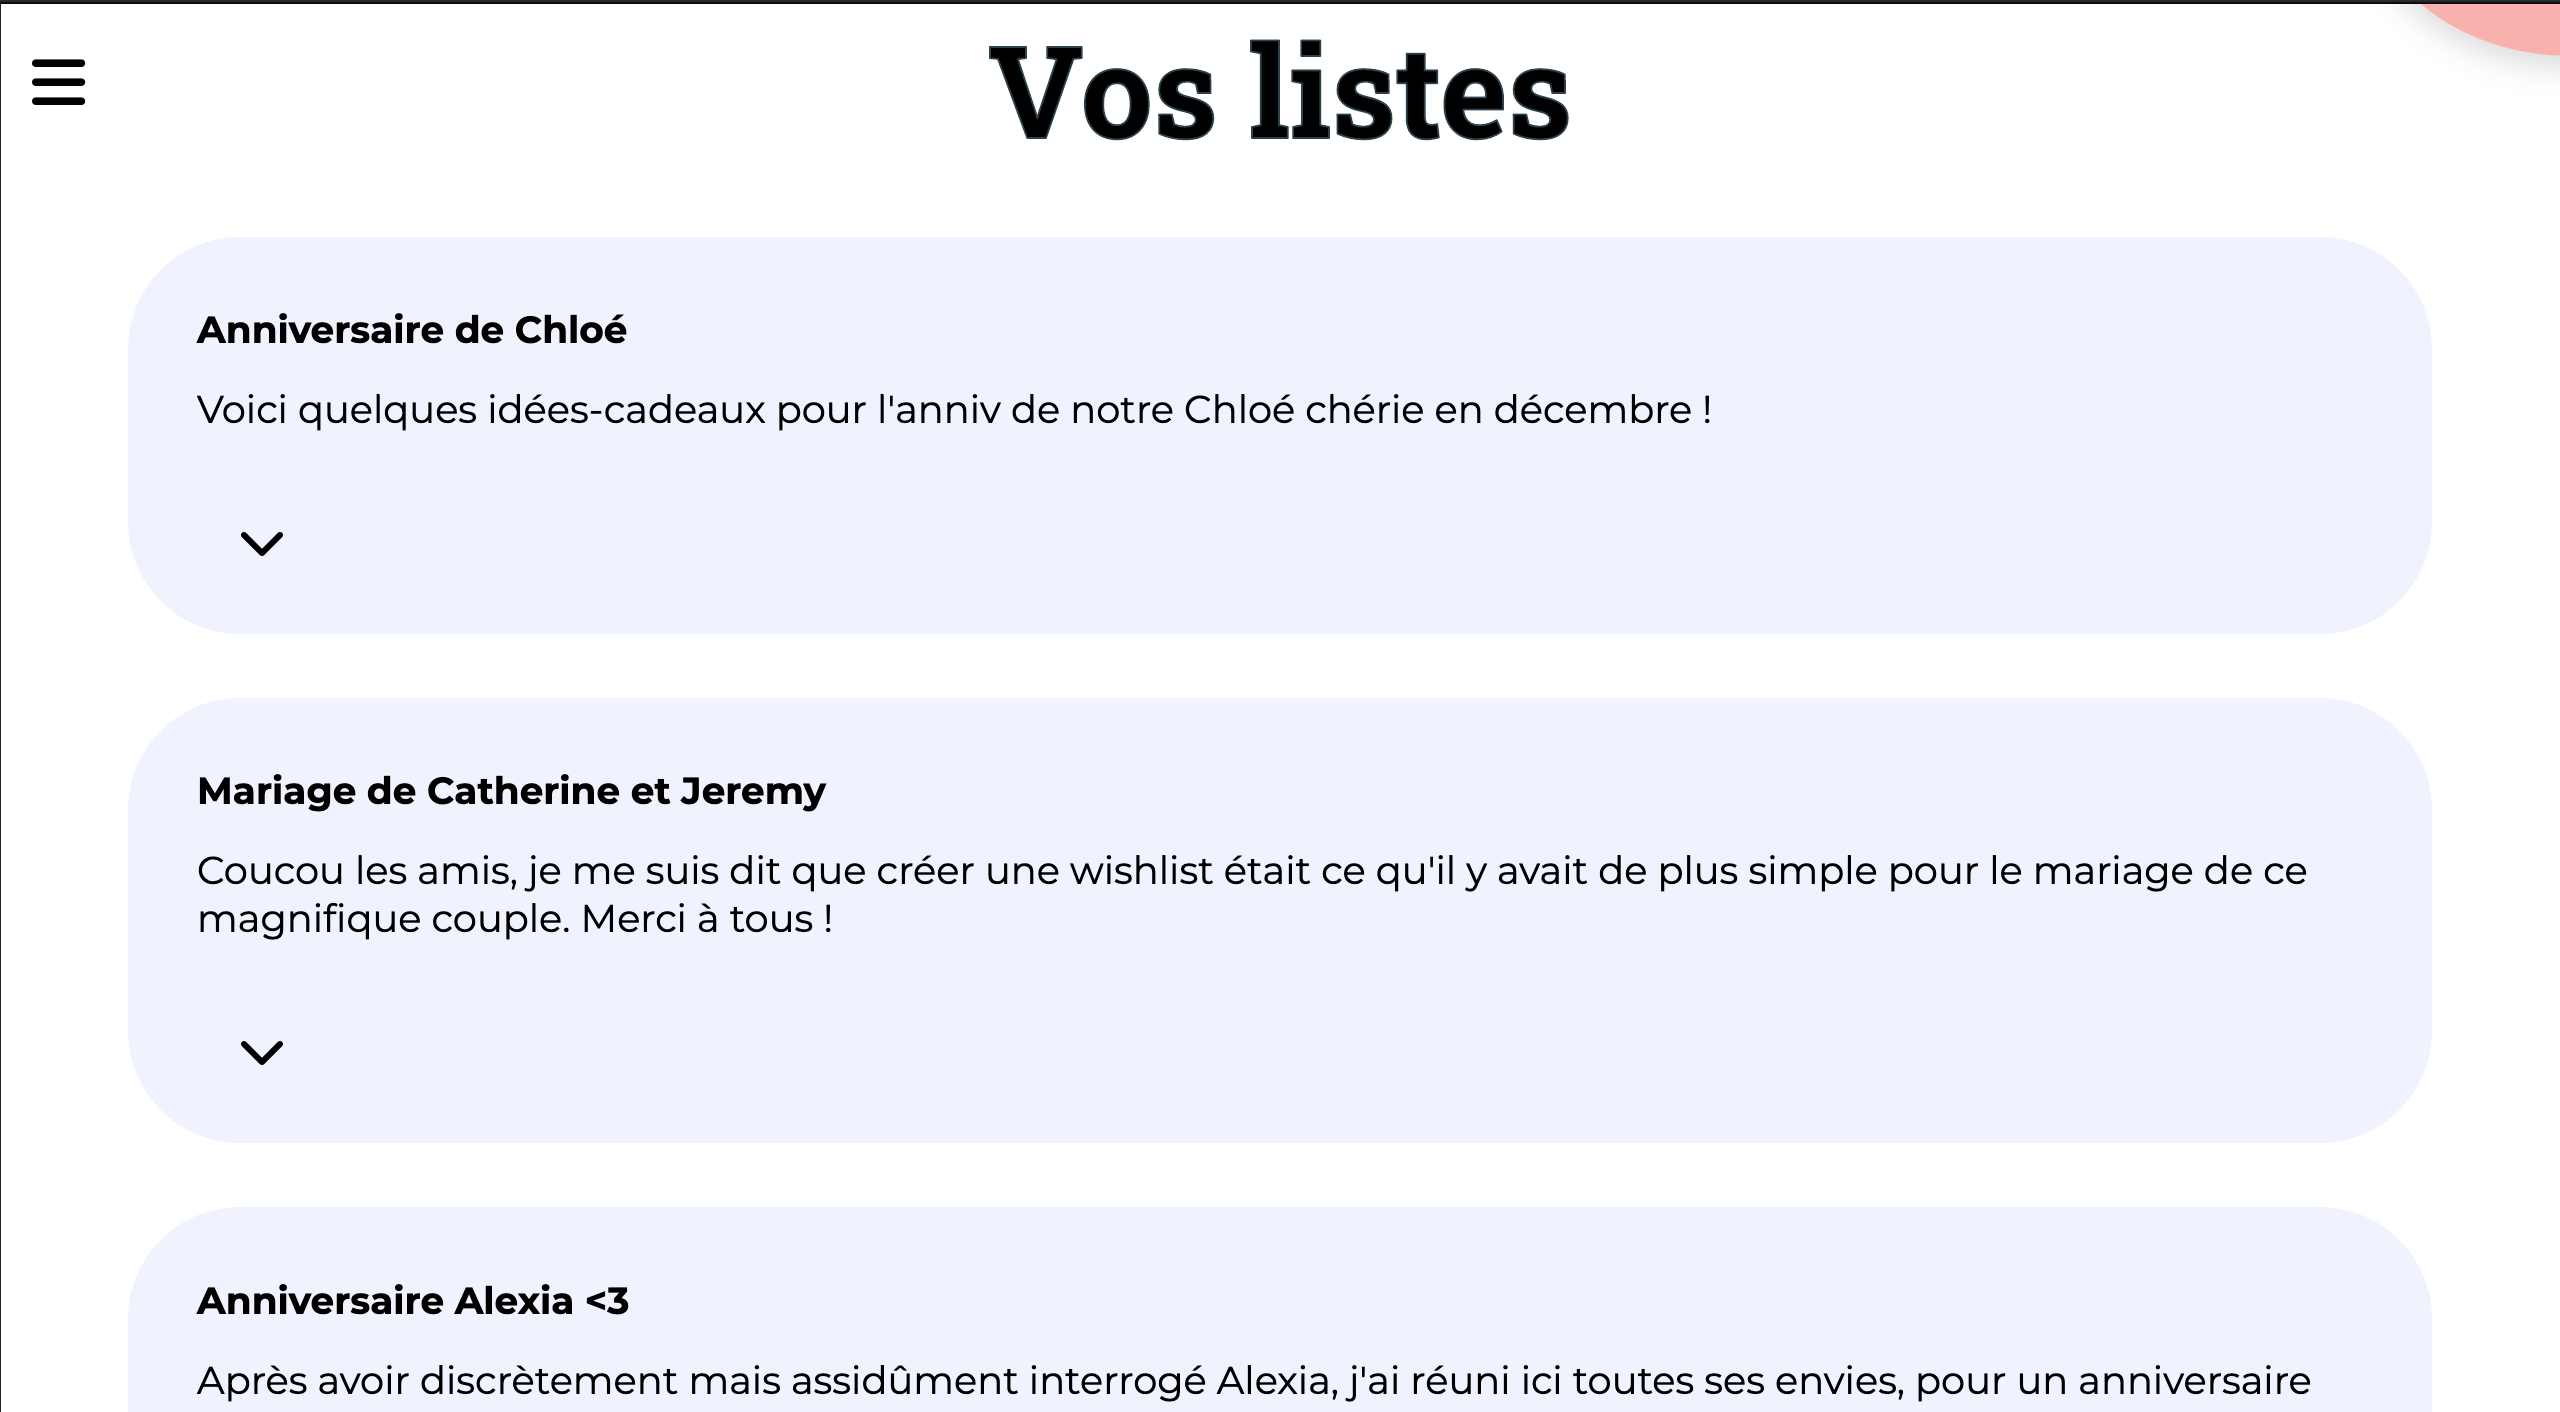 Vos listes
Anniversaire de Chloé
Voici quelques idées-cadeaux pour l'anniv de notre Chloé chérie en décembre !
Mariage de Catherine et Jeremy
Coucou les amis, je me suis dit que créer une wishlist était ce qu'il y avait de plus simple pour le mariage de ce
magnifique couple. Merci à tous !
Anniversaire Alexia <3
Après avoir discrètement mais assidûment interrogé Alexia, j'ai réuni ici toutes ses envies, pour un anniversaire